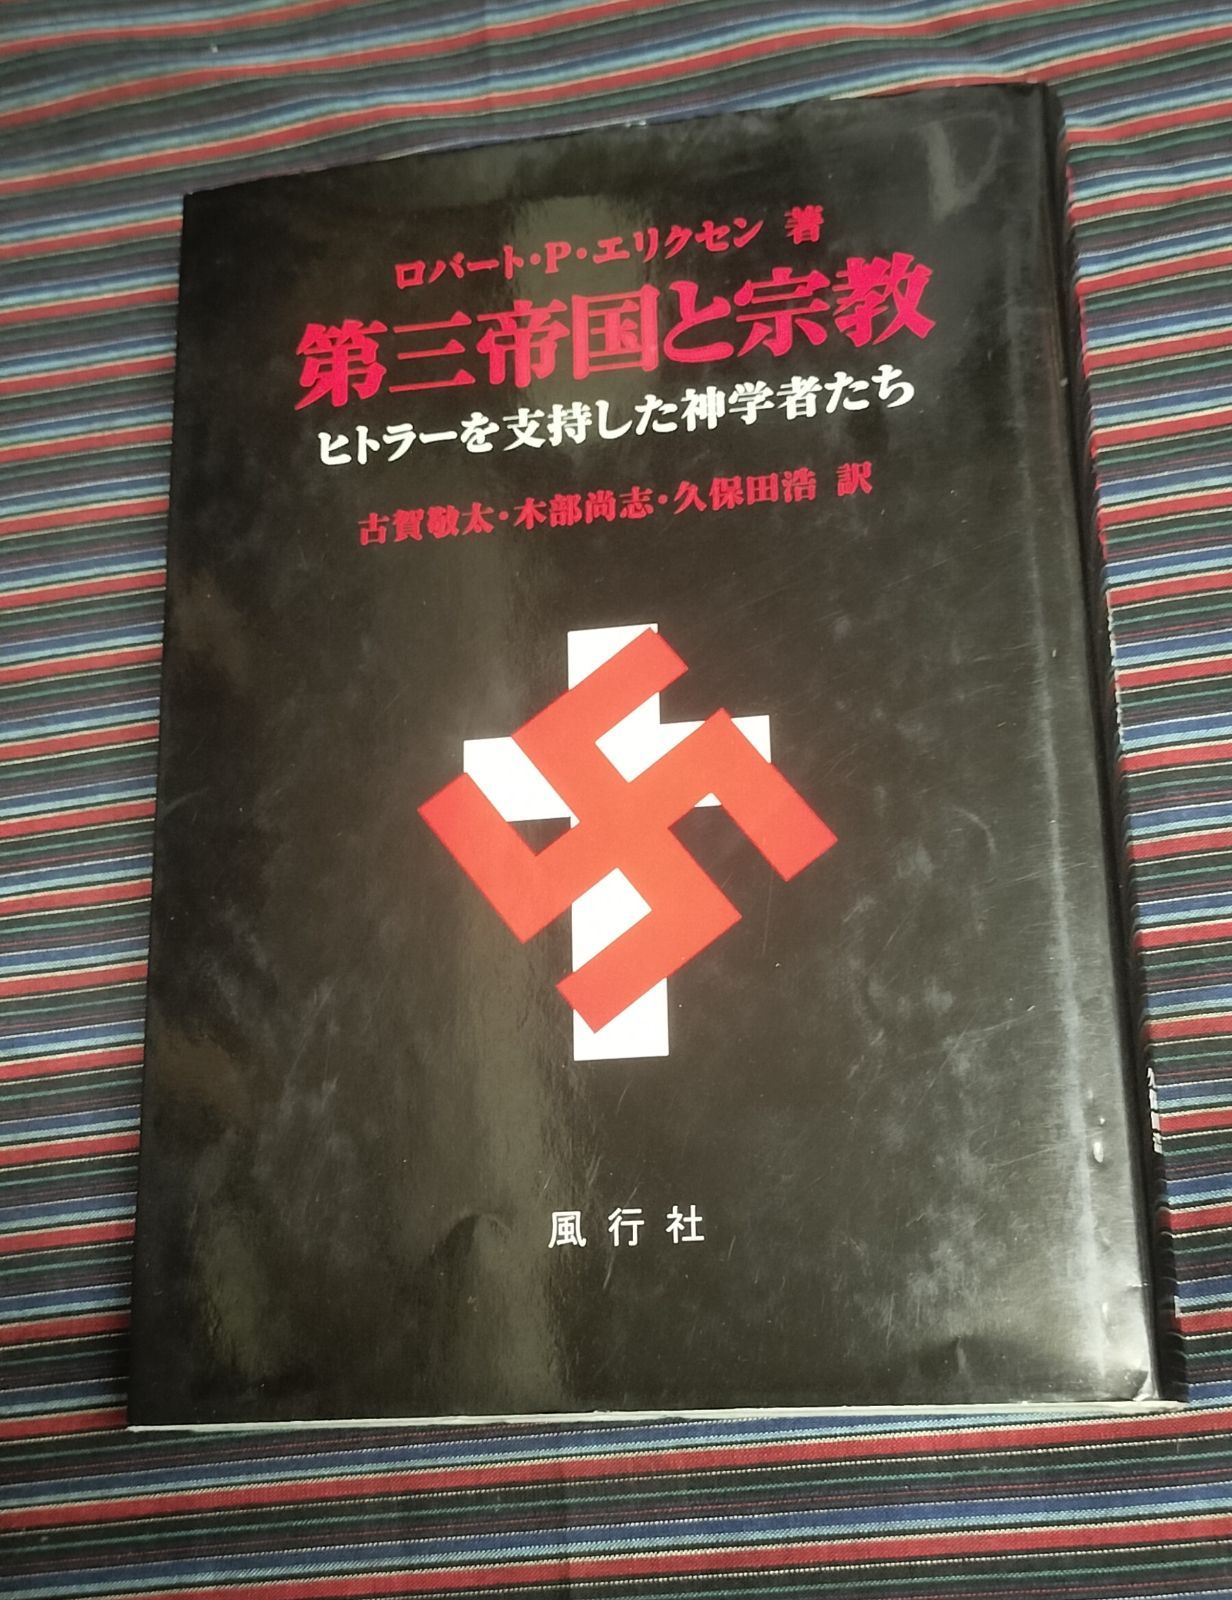 ロバート・P・エリクセン 著
第三帝国と宗教
ヒトラーを支持した神学者たち
古賀敬太・木部尚志・久保田浩 訳
風行社